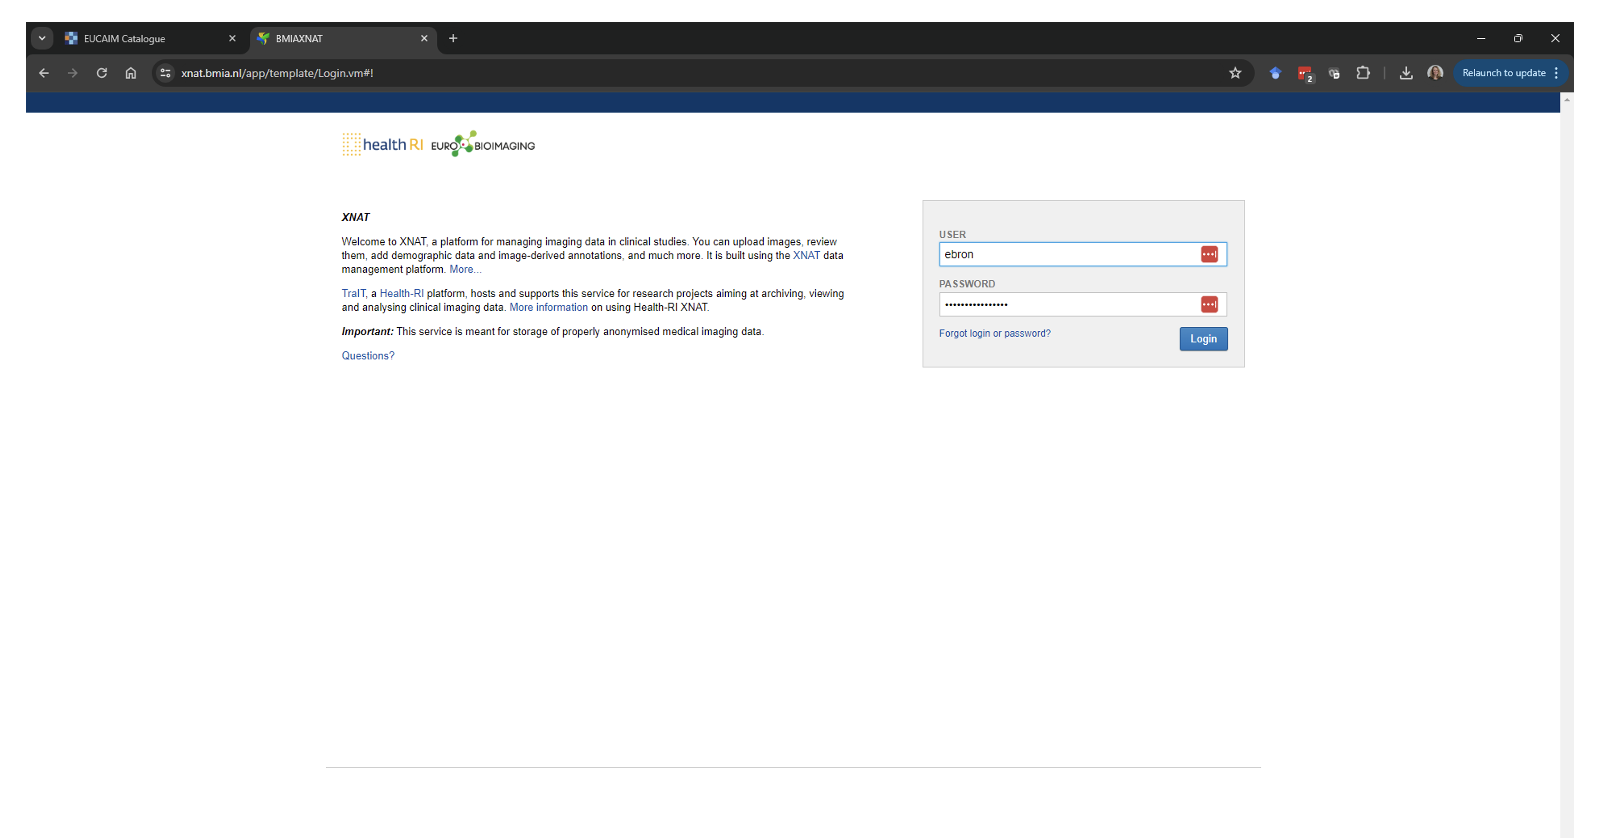 EUCAIM Catalogue
BMIAXNAT
xnat.bmia.nl/app/template/Login.vm#!
2
Relaunch to update
health RI EURO BIOIMAGING
XNAT
Welcome to XNAT, a platform for managing imaging data in clinical studies. You can upload images, review
them, add demographic data and image-derived annotations, and much more. It is built using the XNAT data
management platform. More...
TraIT, a Health-RI platform, hosts and supports this service for research projects aiming at archiving, viewing
and analysing clinical imaging data. More information on using Health-RI XNAT.
Important: This service is meant for storage of properly anonymised medical imaging data.
Questions?
USER
ebron
PASSWORD
••••••••••••••••
Forgot login or password?
Login